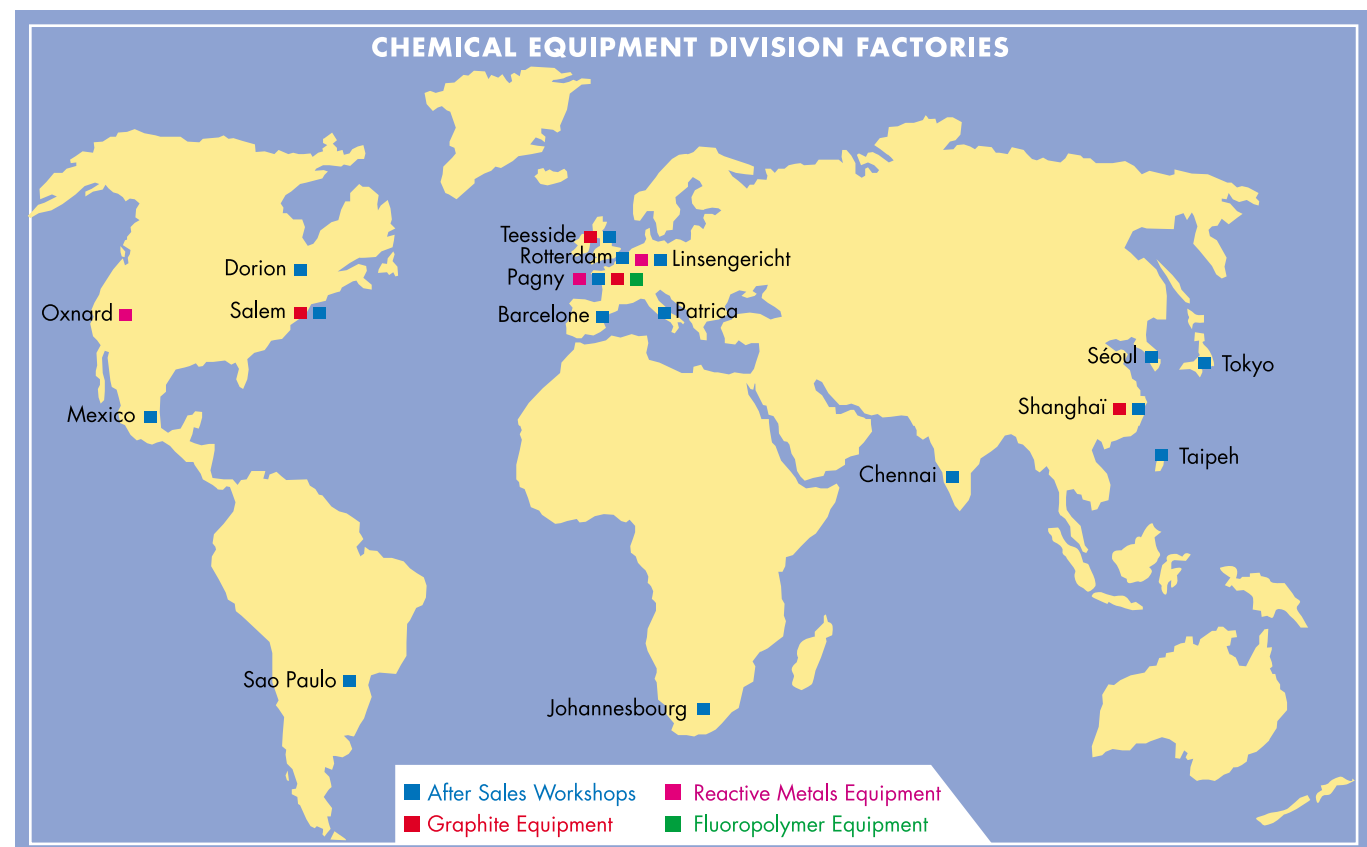 CHEMICAL EQUIPMENT DIVISION FACTORIES
Teesside
Rotterdam
Linsengericht
Dorion
Pagny
Oxnard
Salem
Barcelone
Patrica
Séoul
Tokyo
Mexico
Shanghaï
Taipeh
Chennai
Sao Paulo
Johannesbourg
After Sales Workshops
Reactive Metals Equipment
Graphite Equipment
Fluoropolymer Equipment